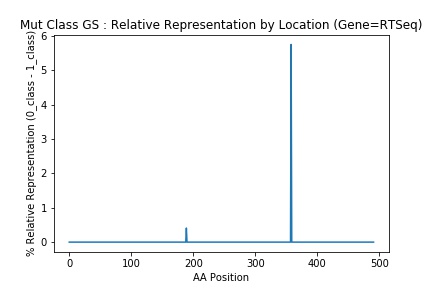 Mut Class GS : Relative Representation by Location (Gene=RTSeq)
% Relative Representation (0_class - 1_class)
6
5
4
3
2
1
0
0 100 200 300 400 500
AA Position